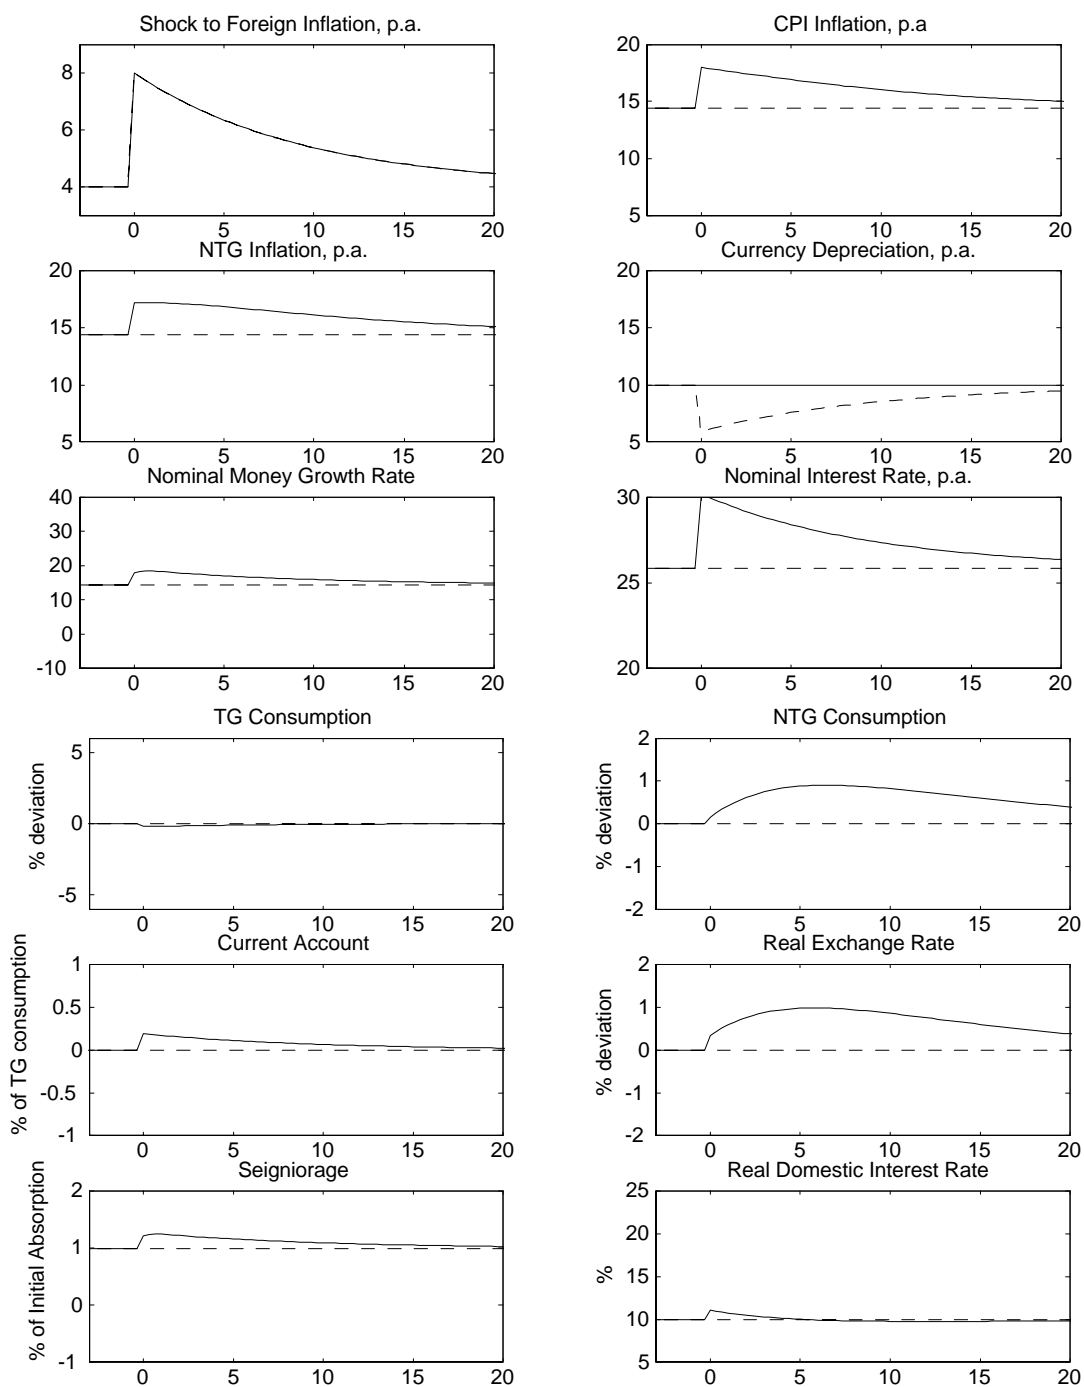 Shock to Foreign Inflation, p.a.
8
6
4
0 5 10 15 20
CPI Inflation, p.a
20
15
10
5
0 5 10 15 20
NTG Inflation, p.a.
20
15
10
5
0 5 10 15 20
Currency Depreciation, p.a.
20
15
10
5
0 5 10 15 20
Nominal Money Growth Rate
40
30
20
10
0
-10
0 5 10 15 20
Nominal Interest Rate, p.a.
30
25
20
0 5 10 15 20
TG Consumption
% deviation
5
0
-5
0 5 10 15 20
NTG Consumption
% deviation
2
1
0
-1
-2
0 5 10 15 20
Current Account
% of TG consumption
1
0.5
0
-0.5
-1
0 5 10 15 20
Real Exchange Rate
% deviation
2
1
0
-1
-2
0 5 10 15 20
Seigniorage
% of Initial Absorption
2
1
0
-1
0 5 10 15 20
Real Domestic Interest Rate
%
25
20
15
10
5
0 5 10 15 20